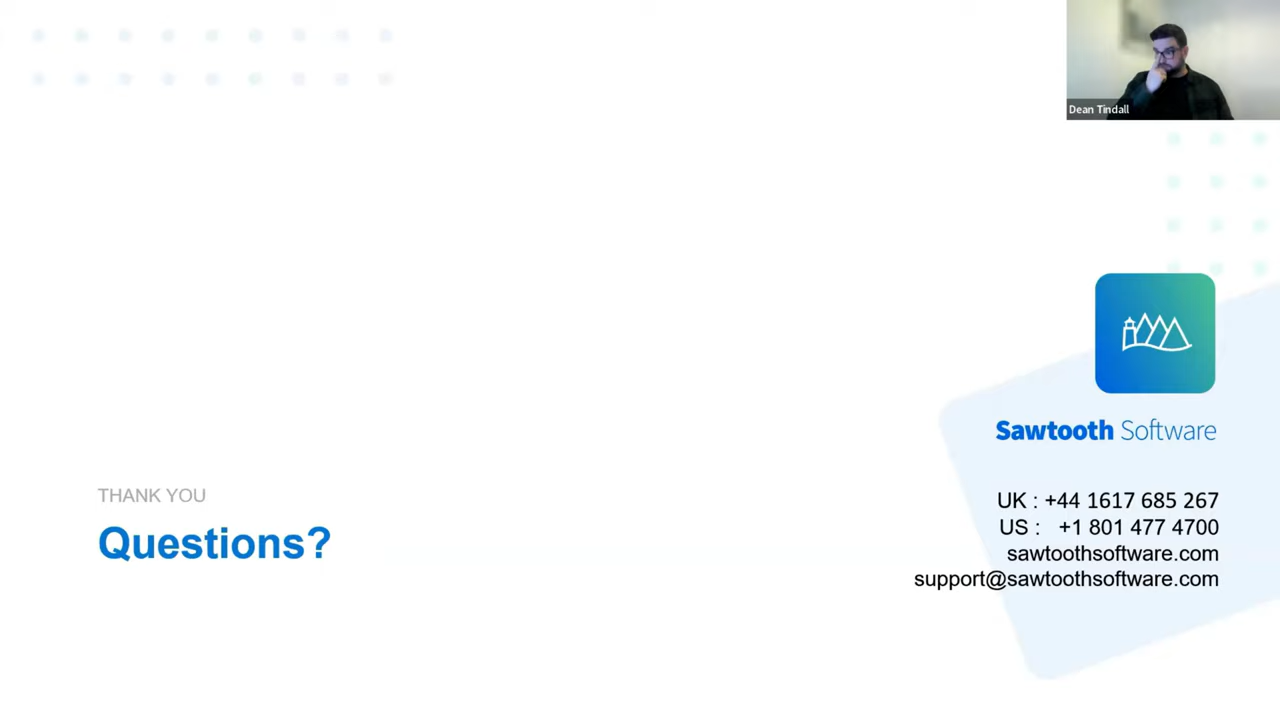 Dean Tindall
Sawtooth Software
THANK YOU
Questions?
UK : +44 1617 685 267
US : +1 801 477 4700
sawtoothsoftware.com
support@sawtoothsoftware.com